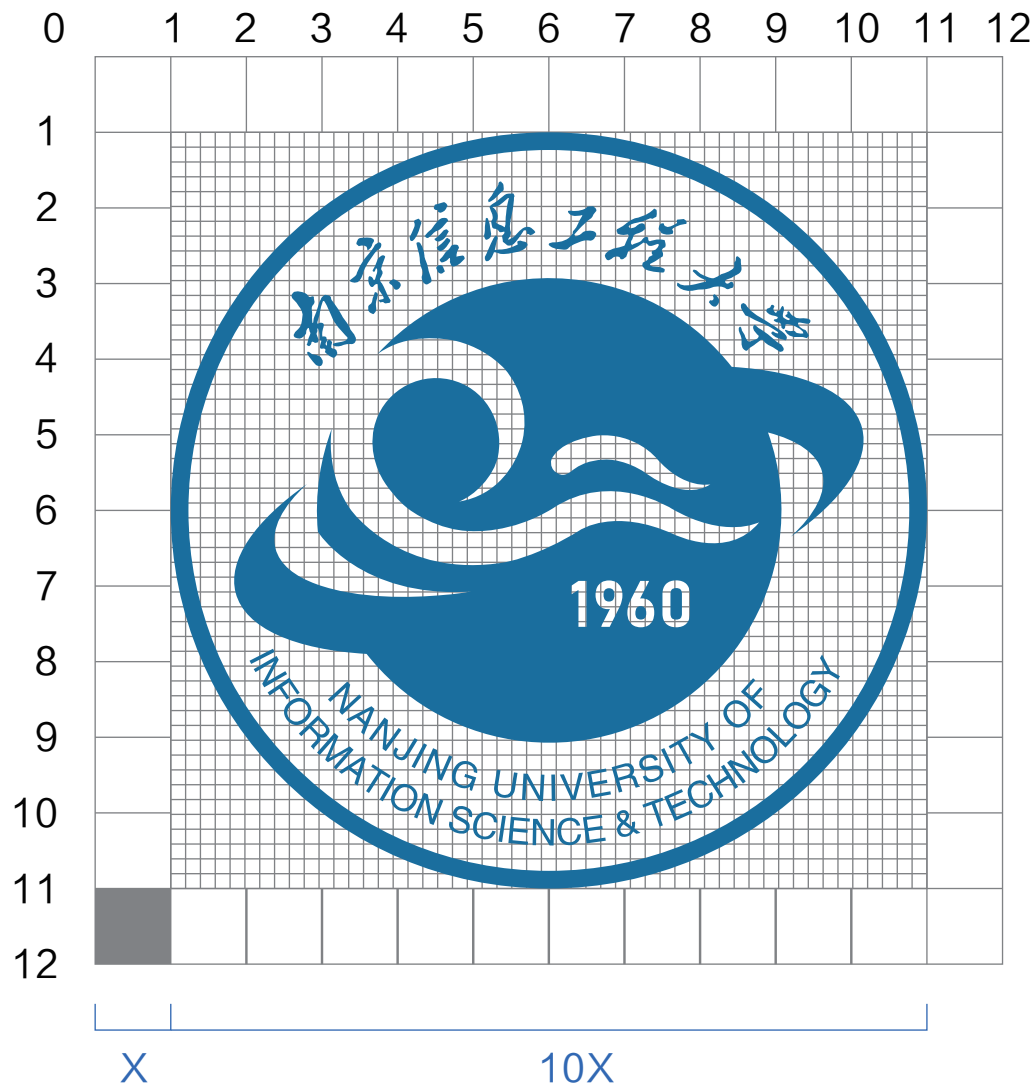 0 1 2 3 4 5 6 7 8 9 10 11 12
1
2
3
4
5
6
7
8
9
10
11
12
南京信息工程大学
1960
NANJING UNIVERSITY OF
INFORMATION SCIENCE & TECHNOLOGY
X 10X